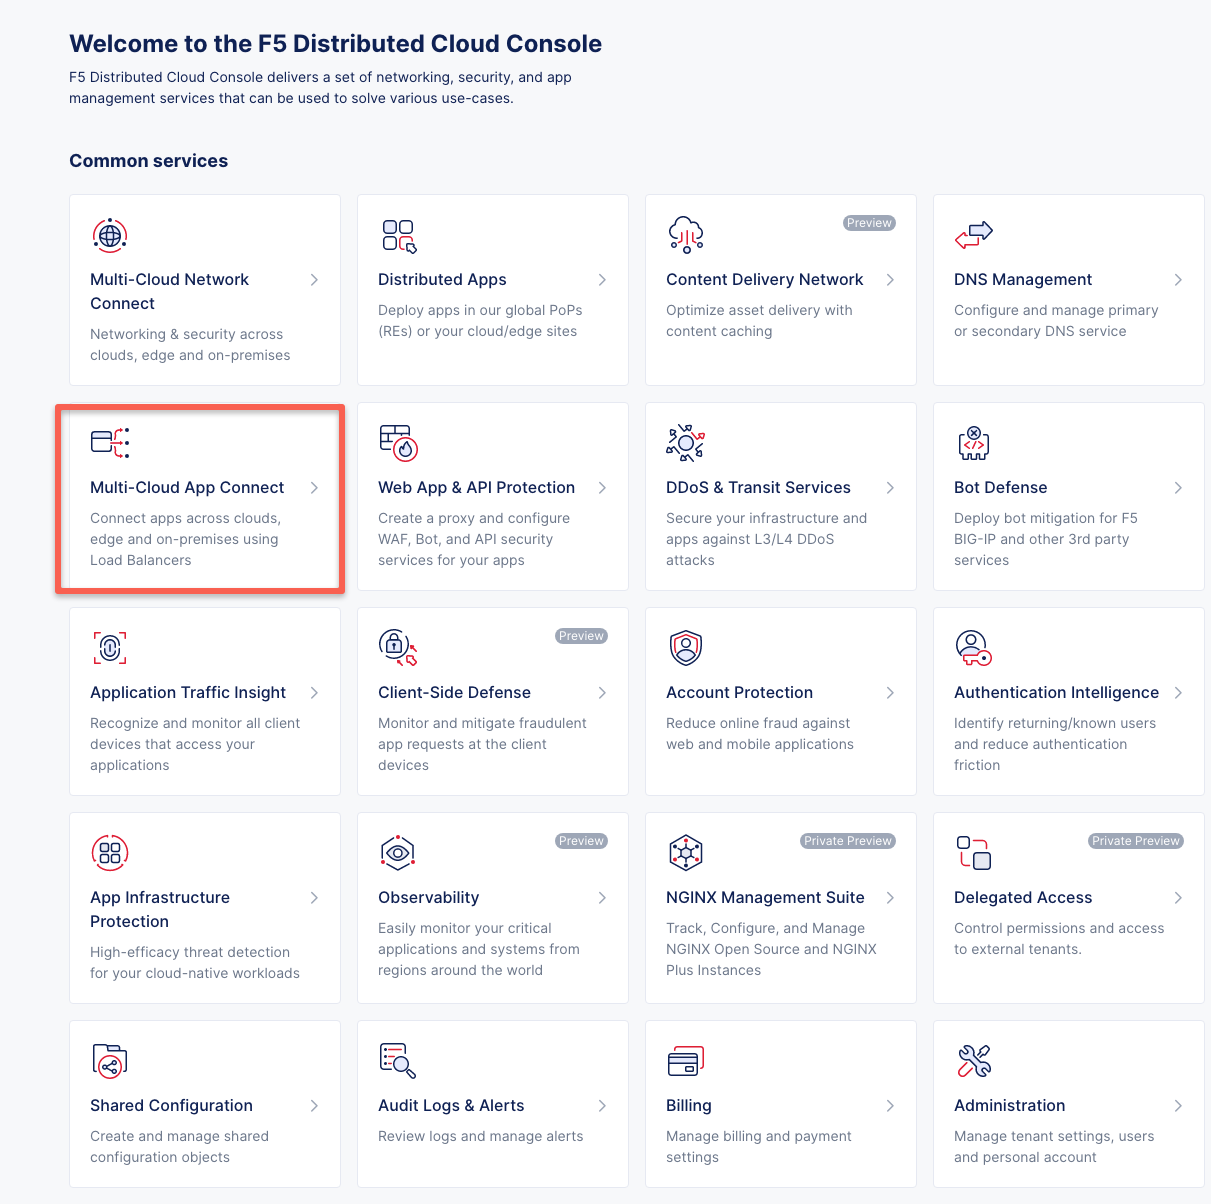 Welcome to the F5 Distributed Cloud Console
F5 Distributed Cloud Console delivers a set of networking, security, and app
management services that can be used to solve various use-cases.
Common services
Multi-Cloud Network
Connect
Networking & security across
clouds, edge and on-premises
Distributed Apps
Deploy apps in our global PoPs
(REs) or your cloud/edge sites
Preview
Content Delivery Network
Optimize asset delivery with
content caching
DNS Management
Configure and manage primary
or secondary DNS service
Multi-Cloud App Connect
Connect apps across clouds,
edge and on-premises using
Load Balancers
Web App & API Protection
Create a proxy and configure
WAF, Bot, and API security
services for your apps
DDoS & Transit Services
Secure your infrastructure and
apps against L3/L4 DDoS
attacks
Bot Defense
Deploy bot mitigation for F5
BIG-IP and other 3rd party
services
Application Traffic Insight
Recognize and monitor all client
devices that access your
applications
Preview
Client-Side Defense
Monitor and mitigate fraudulent
app requests at the client
devices
Account Protection
Reduce online fraud against
web and mobile applications
Authentication Intelligence
Identify returning/known users
and reduce authentication
friction
App Infrastructure
Protection
High-efficacy threat detection
for your cloud-native workloads
Preview
Observability
Easily monitor your critical
applications and systems from
regions around the world
Private Preview
NGINX Management Suite
Track, Configure, and Manage
NGINX Open Source and NGINX
Plus Instances
Private Preview
Delegated Access
Control permissions and access
to external tenants.
Shared Configuration
Create and manage shared
configuration objects
Audit Logs & Alerts
Review logs and manage alerts
Billing
Manage billing and payment
settings
Administration
Manage tenant settings, users
and personal account